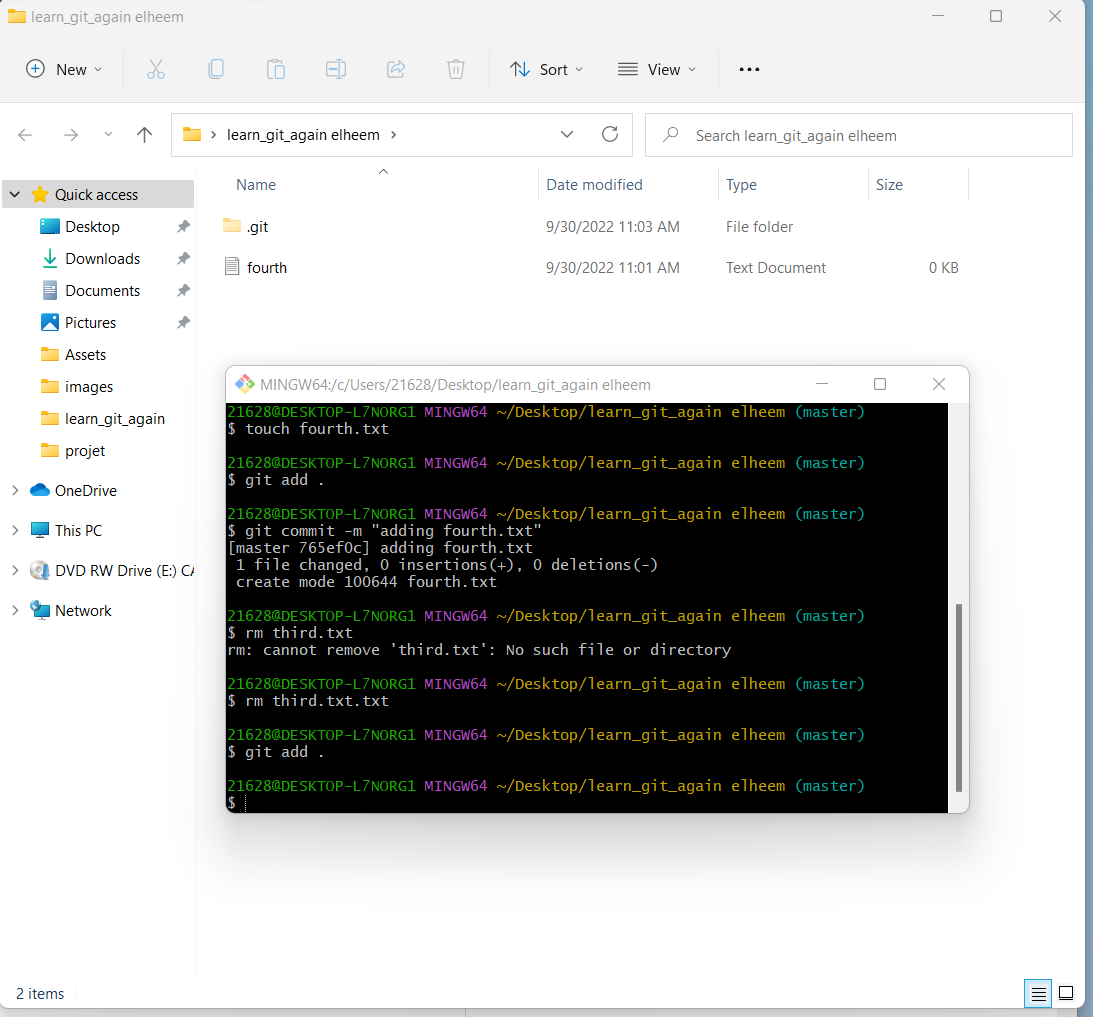 learn_git_again elheem
New
Sort
View
learn_git_again elheem
Search learn_git_again elheem
Name
Date modified
Type
Size
Quick access
Desktop
Downloads
Documents
Pictures
Assets
images
learn_git_again
projet
OneDrive
This PC
DVD RW Drive (E:) CA
Network
.git
9/30/2022 11:03 AM
File folder
fourth
9/30/2022 11:01 AM
Text Document
0 KB
MINGW64:/c/Users/21628/Desktop/learn_git_again elheem
21628@DESKTOP-L7NORG1 MINGW64 ~/Desktop/learn_git_again elheem (master)
$ touch fourth.txt
21628@DESKTOP-L7NORG1 MINGW64 ~/Desktop/learn_git_again elheem (master)
$ git add .
21628@DESKTOP-L7NORG1 MINGW64 ~/Desktop/learn_git_again elheem (master)
$ git commit -m "adding fourth.txt"
[master 765ef0c] adding fourth.txt
1 file changed, 0 insertions(+), 0 deletions(-)
create mode 100644 fourth.txt
21628@DESKTOP-L7NORG1 MINGW64 ~/Desktop/learn_git_again elheem (master)
$ rm third.txt
rm: cannot remove 'third.txt': No such file or directory
21628@DESKTOP-L7NORG1 MINGW64 ~/Desktop/learn_git_again elheem (master)
$ rm third.txt.txt
21628@DESKTOP-L7NORG1 MINGW64 ~/Desktop/learn_git_again elheem (master)
$ git add .
21628@DESKTOP-L7NORG1 MINGW64 ~/Desktop/learn_git_again elheem (master)
$
2 items